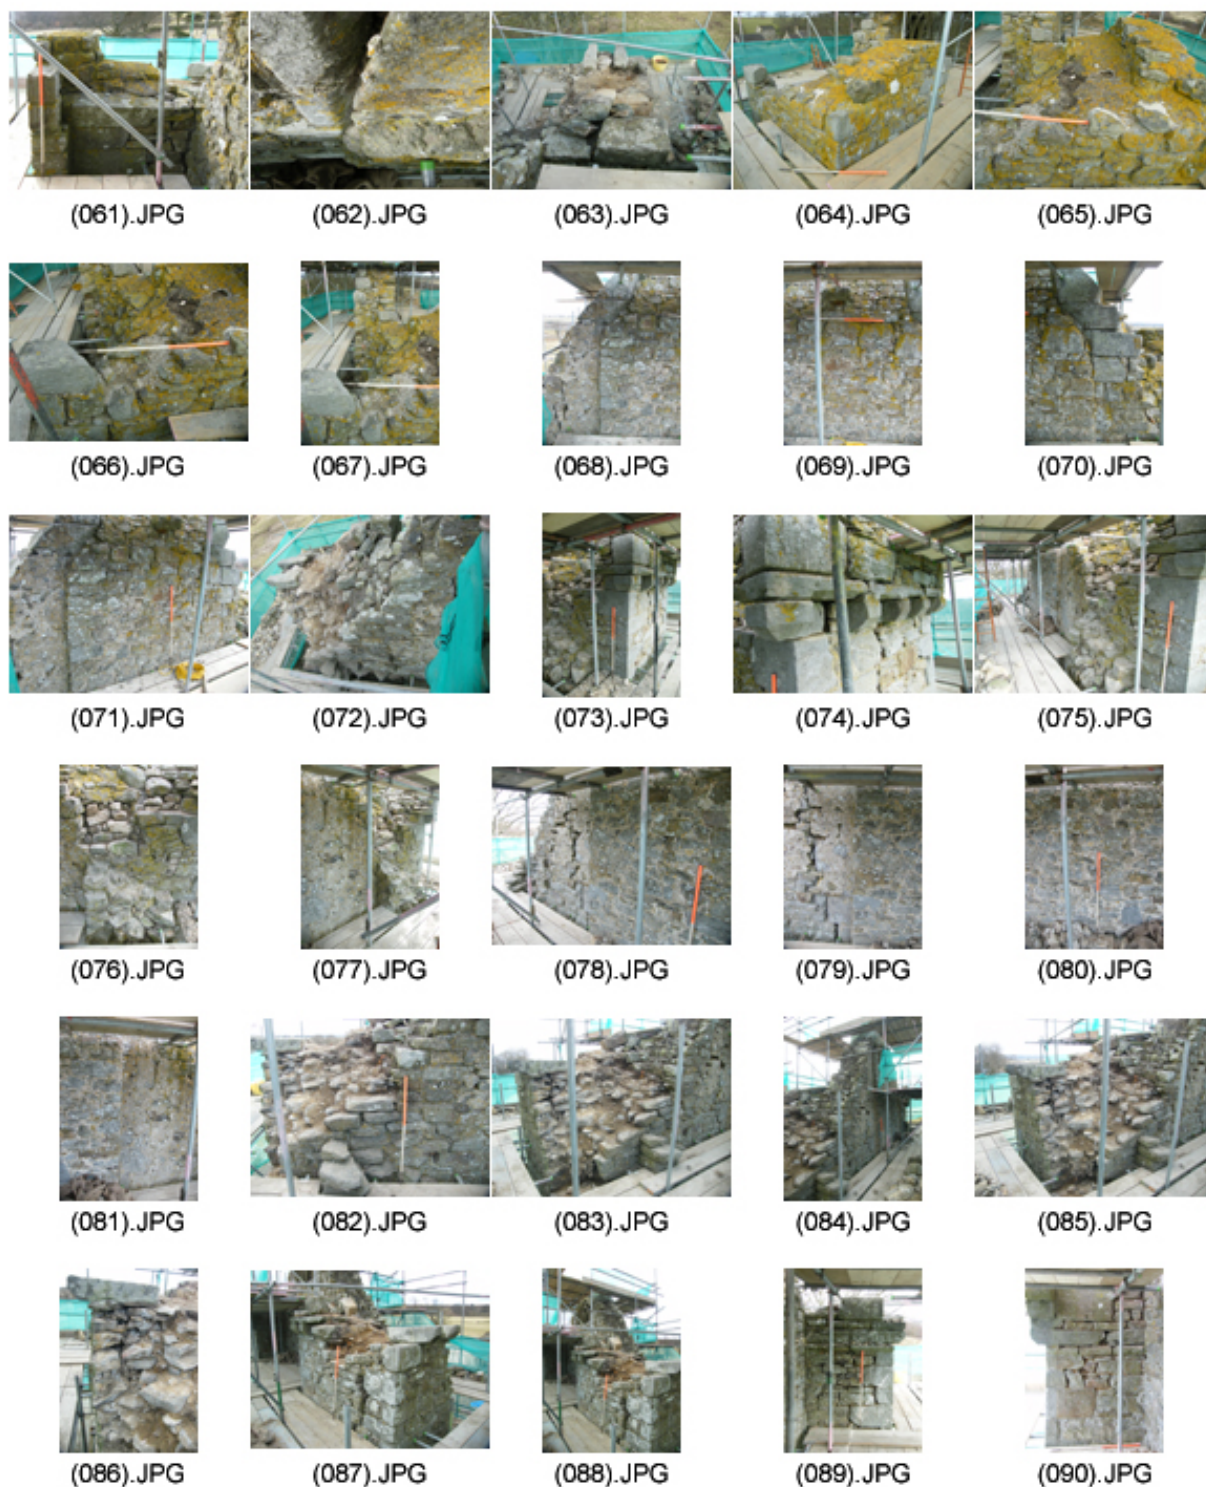 (061).JPG (062).JPG (063).JPG (064).JPG (065).JPG
(066).JPG (067).JPG (068).JPG (069).JPG (070).JPG
(071).JPG (072).JPG (073).JPG (074).JPG (075).JPG
(076).JPG (077).JPG (078).JPG (079).JPG (080).JPG
(081).JPG (082).JPG (083).JPG (084).JPG (085).JPG
(086).JPG (087).JPG (088).JPG (089).JPG (090).JPG